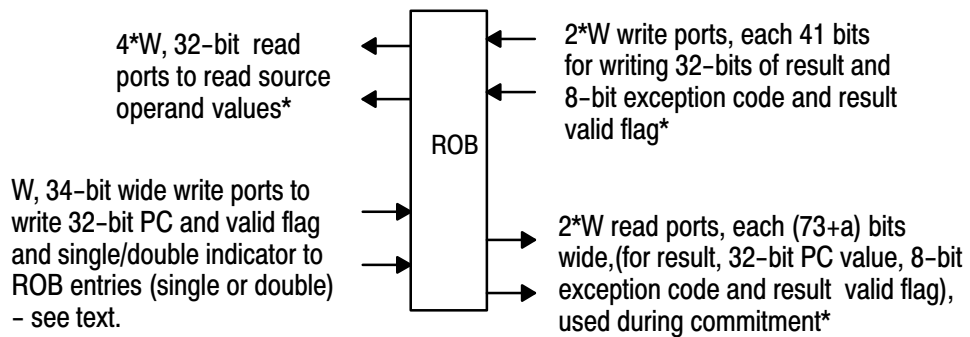 4*W, 32-bit read
ports to read source
operand values*
2*W write ports, each 41 bits
for writing 32-bits of result and
8-bit exception code and result
valid flag*
ROB
W, 34-bit wide write ports to
write 32-bit PC and valid flag
and single/double indicator to
ROB entries (single or double)
- see text.
2*W read ports, each (73+a) bits
wide,(for result, 32-bit PC value, 8-bit
exception code and result valid flag),
used during commitment*